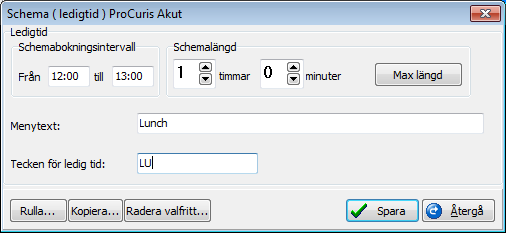 Schema ( ledigtid ) ProCuris Akut
Ledigtid
Schemabokningsintervall
Från 12:00 till 13:00
Schemalängd
1 timmar 0 minuter Max längd
Menytext: Lunch
Tecken för ledig tid: LU
Rulla... Kopiera... Radera valfritt... Spara Återgå